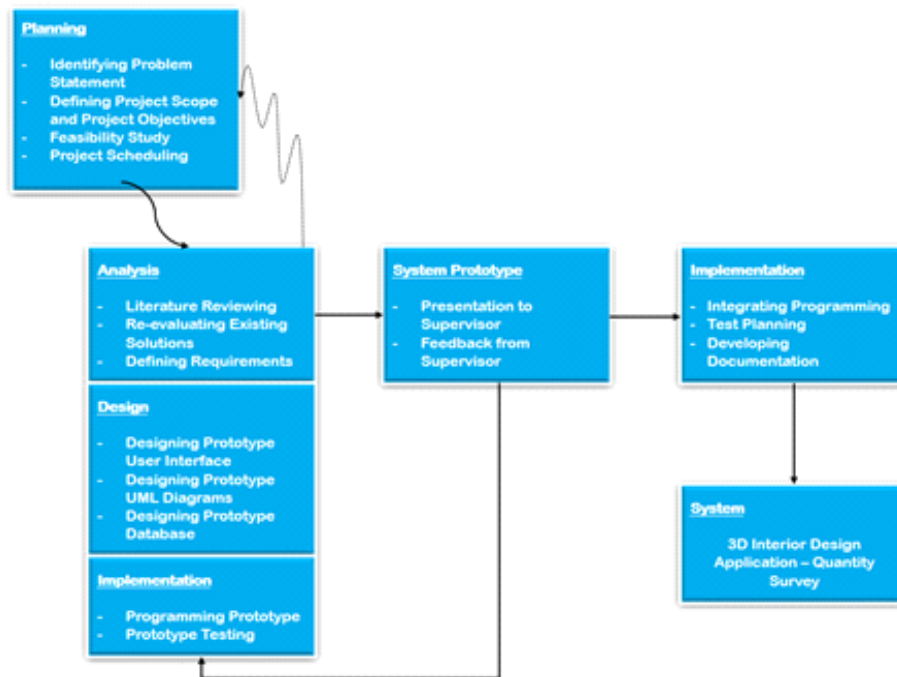 Planning
- Identifying Problem
Statement
- Defining Project Scope
and Project Objectives
- Feasibility Study
- Project Scheduling
Analysis
- Literature Reviewing
- Re-evaluating Existing
Solutions
- Defining Requirements
Design
- Designing Prototype
User Interface
- Designing Prototype
UML Diagrams
- Designing Prototype
Database
Implementation
- Programming Prototype
- Prototype Testing
System Prototype
- Presentation to
Supervisor
- Feedback from
Supervisor
Implementation
- Integrating Programming
- Test Planning
- Developing
Documentation
System
3D Interior Design
Application – Quantity
Survey